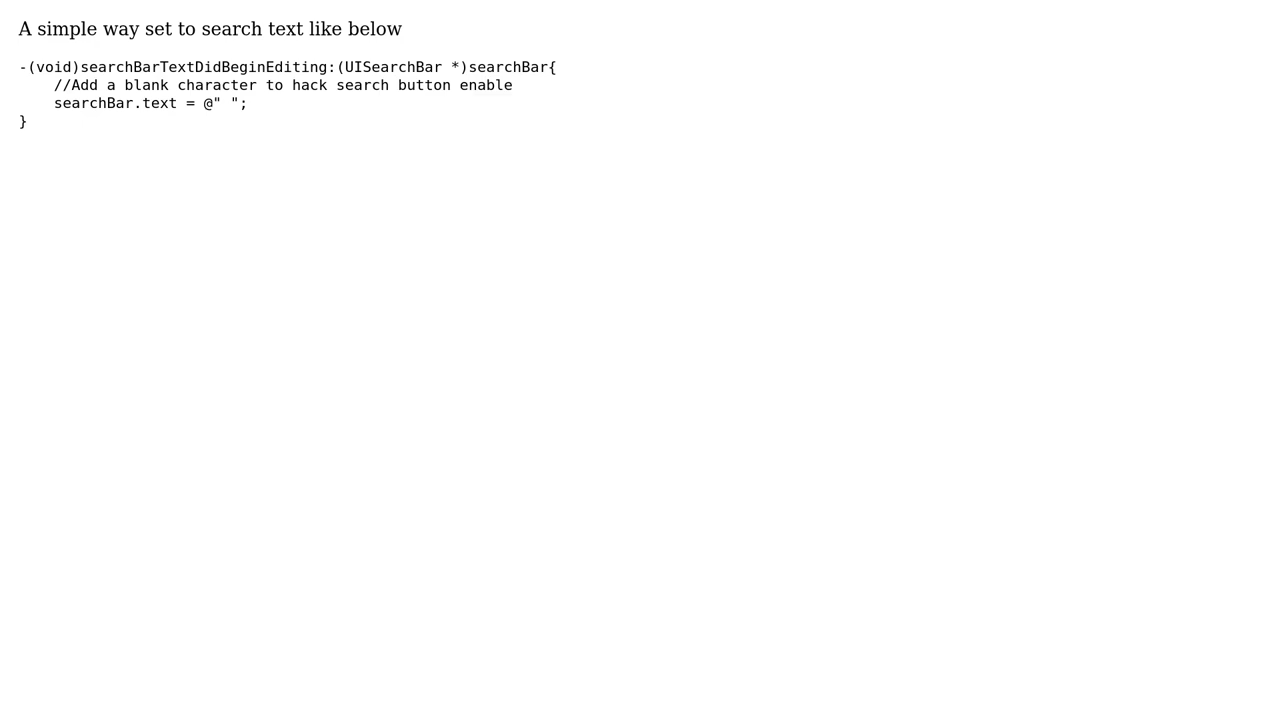 A simple way set to search text like below
-(void)searchBarTextDidBeginEditing:(UISearchBar *)searchBar{
    //Add a blank character to hack search button enable
    searchBar.text = @" ";
}